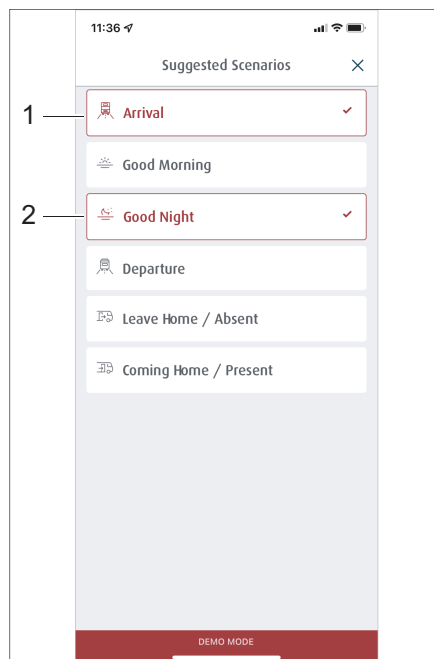 11:36
Suggested Scenarios
1
Arrival
Good Morning
2
Good Night
Departure
Leave Home / Absent
Coming Home / Present
DEMO MODE